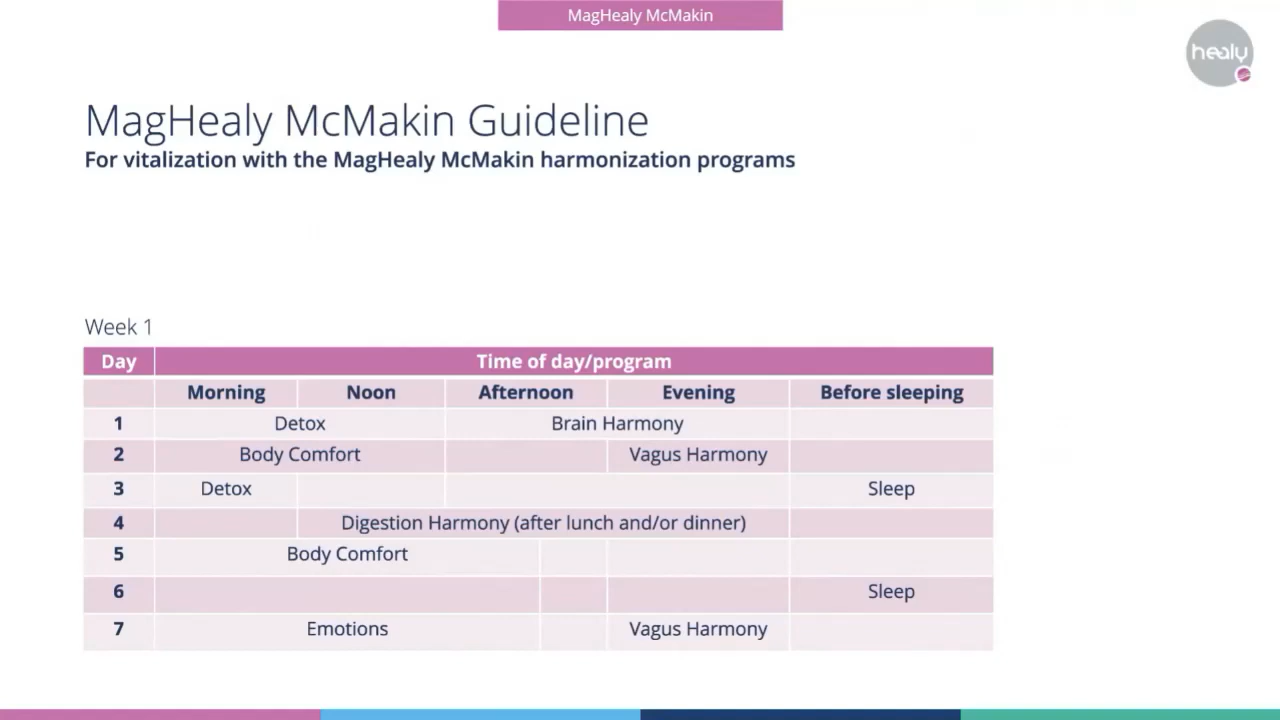 MagHealy McMakin
healy
MagHealy McMakin Guideline
For vitalization with the MagHealy McMakin harmonization programs
Week 1
Day Time of day/program
Morning Noon Afternoon Evening Before sleeping
1 Detox Brain Harmony
2 Body Comfort Vagus Harmony
3 Detox Sleep
4 Digestion Harmony (after lunch and/or dinner)
5 Body Comfort
6 Sleep
7 Emotions Vagus Harmony